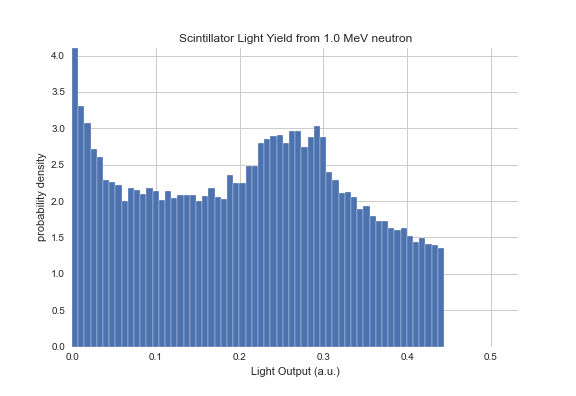 Scintillator Light Yield from 1.0 MeV neutron
4.0
3.5
3.0
2.5
2.0
1.5
1.0
0.5
0.0
probability density
0.0 0.1 0.2 0.3 0.4 0.5
Light Output (a.u.)